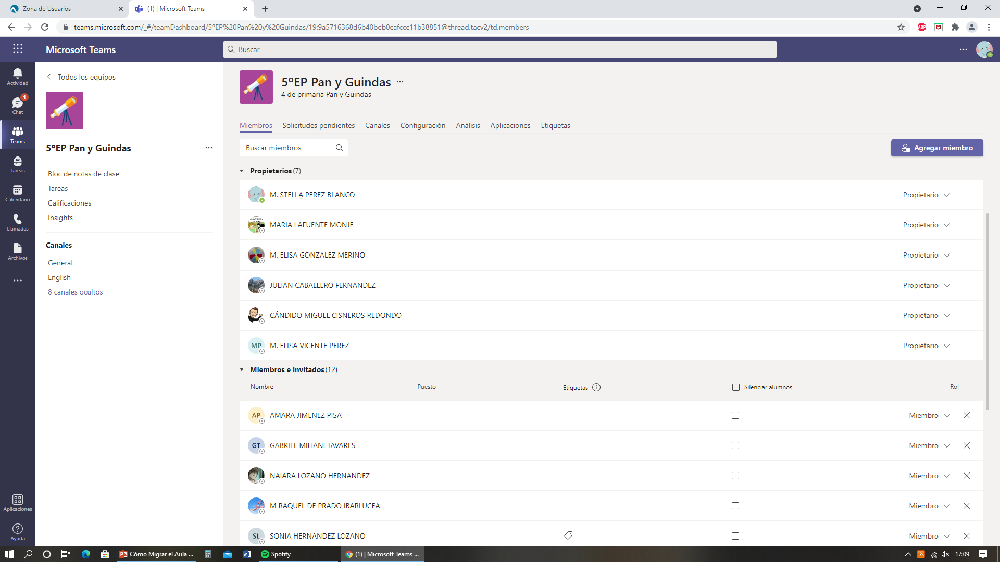 Zona de Usuarios
(1) | Microsoft Teams
teams.microsoft.com/_#/teamDashboard/5ºEP%20Pan%20y%20Guindas/19:9a5716368d6b40beb0cafccc11b38851@thread.tacv2/td.members
ABP
Microsoft Teams
Buscar
Actividad
1
Chat
Teams
Tareas
Calendario
Llamadas
Archivos
Aplicaciones
Ayuda
Todos los equipos
5ºEP Pan y Guindas
Bloc de notas de clase
Tareas
Calificaciones
Insights
Canales
General
English
8 canales ocultos
5ºEP Pan y Guindas
4 de primaria Pan y Guindas
Miembros Solicitudes pendientes Canales Configuración Análisis Aplicaciones Etiquetas
Buscar miembros
Agregar miembro
Propietarios (7)
M. STELLA PEREZ BLANCO Propietario
MARIA LAFUENTE MONJE Propietario
M. ELISA GONZALEZ MERINO Propietario
JULIAN CABALLERO FERNANDEZ Propietario
CÁNDIDO MIGUEL CISNEROS REDONDO Propietario
MP M. ELISA VICENTE PEREZ Propietario
Miembros e invitados (12)
Nombre Puesto Etiquetas Silenciar alumnos Rol
AP AMARA JIMENEZ PISA Miembro
GT GABRIEL MILIANI TAVARES Miembro
NAIARA LOZANO HERNANDEZ Miembro
M RAQUEL DE PRADO IBARLUCEA Miembro
SL SONIA HERNANDEZ LOZANO Miembro
Cómo Migrar el Aula ...
Spotify
(1) | Microsoft Teams ...
17:09